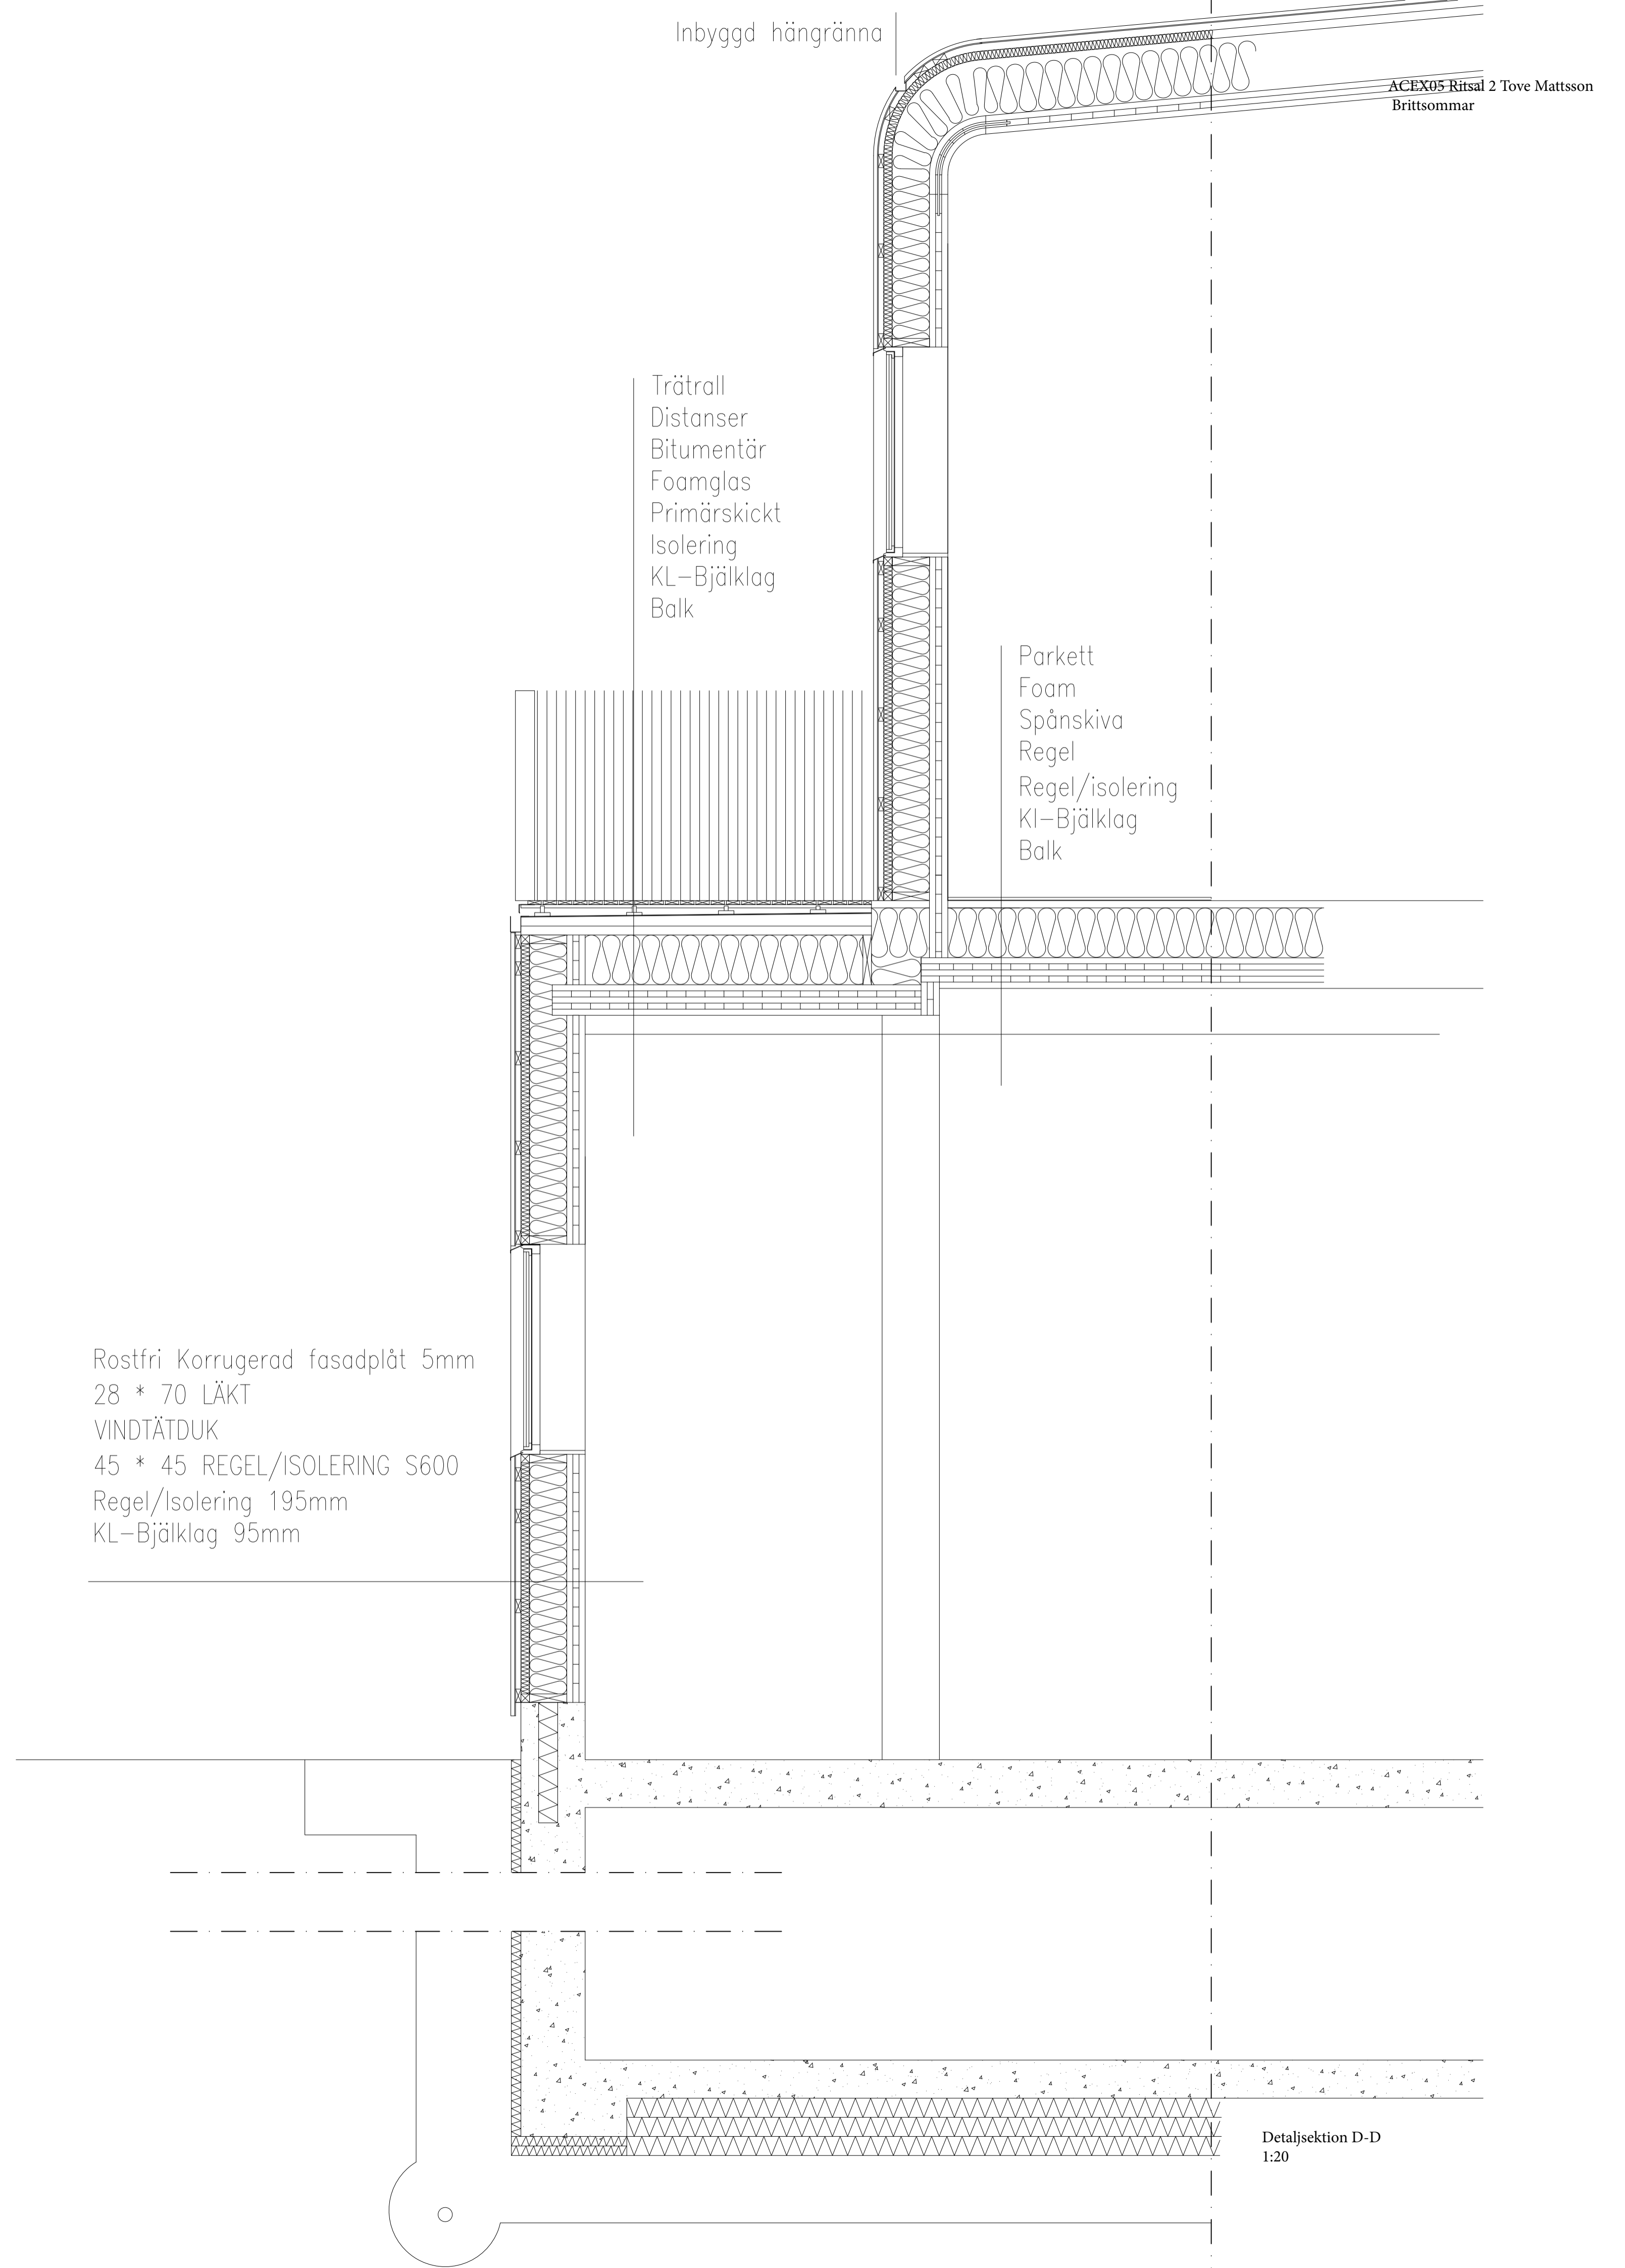 Inbyggd hängränna
ACEX05 Ritsal 2 Tove Mattsson
Brittsommar
Trätrall
Distanser
Bitumentär
Foamglas
Primärskickt
Isolering
KL-Bjälklag
Balk
Parkett
Foam
Spånskiva
Regel
Regel/isolering
Kl-Bjälklag
Balk
Rostfri Korrugerad fasadplåt 5mm
28 * 70 LÄKT
VINDTÄTDUK
45 * 45 REGEL/ISOLERING S600
Regel/Isolering 195mm
KL-Bjälklag 95mm
Detaljsektion D-D
1:20